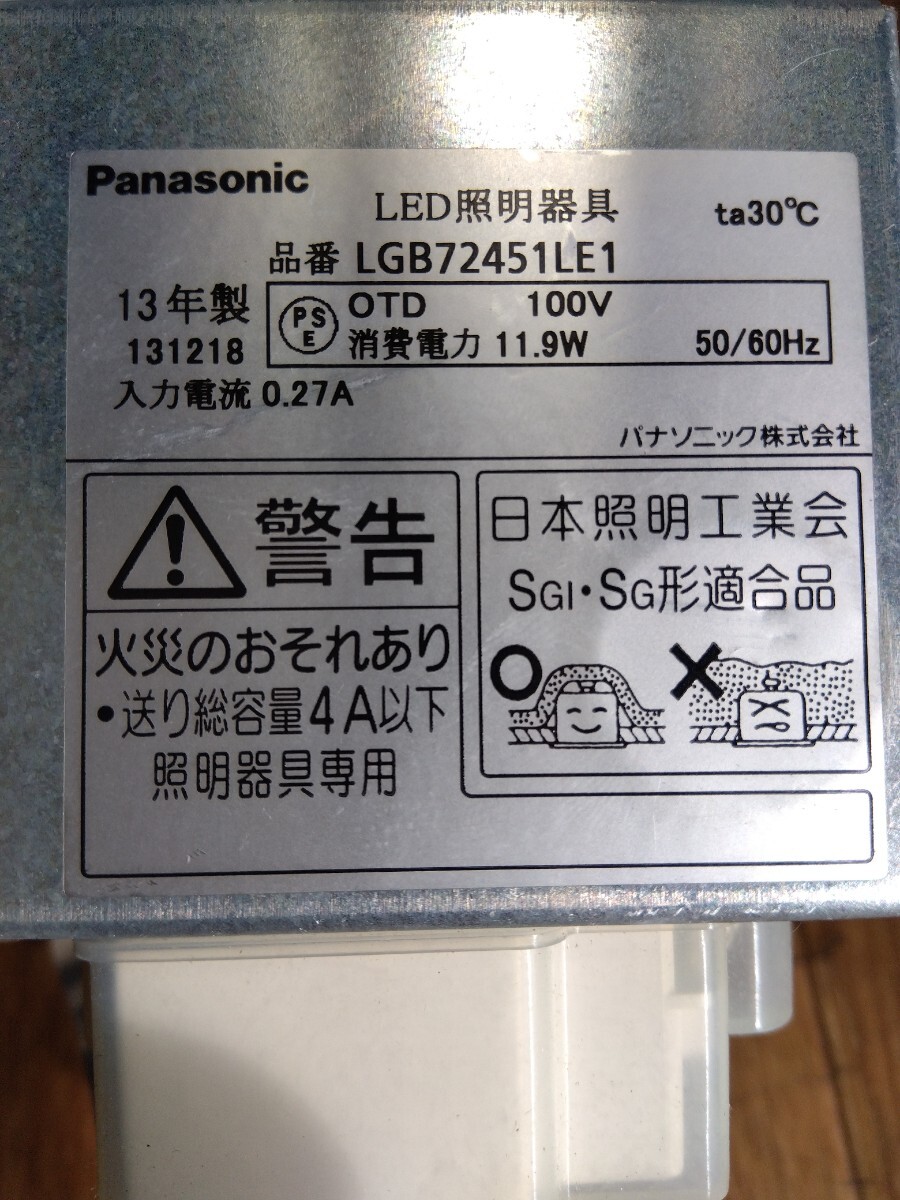 Panasonic
LED照明器具
ta30℃
品番 LGB72451LE1
13年製
131218
PSE
OTD 100V
消費電力 11.9W 50/60Hz
入力電流 0.27A
パナソニック株式会社
警告
火災のおそれあり
•送り総容量4A以下
照明器具専用
日本照明工業会
SGI・SG形適合品